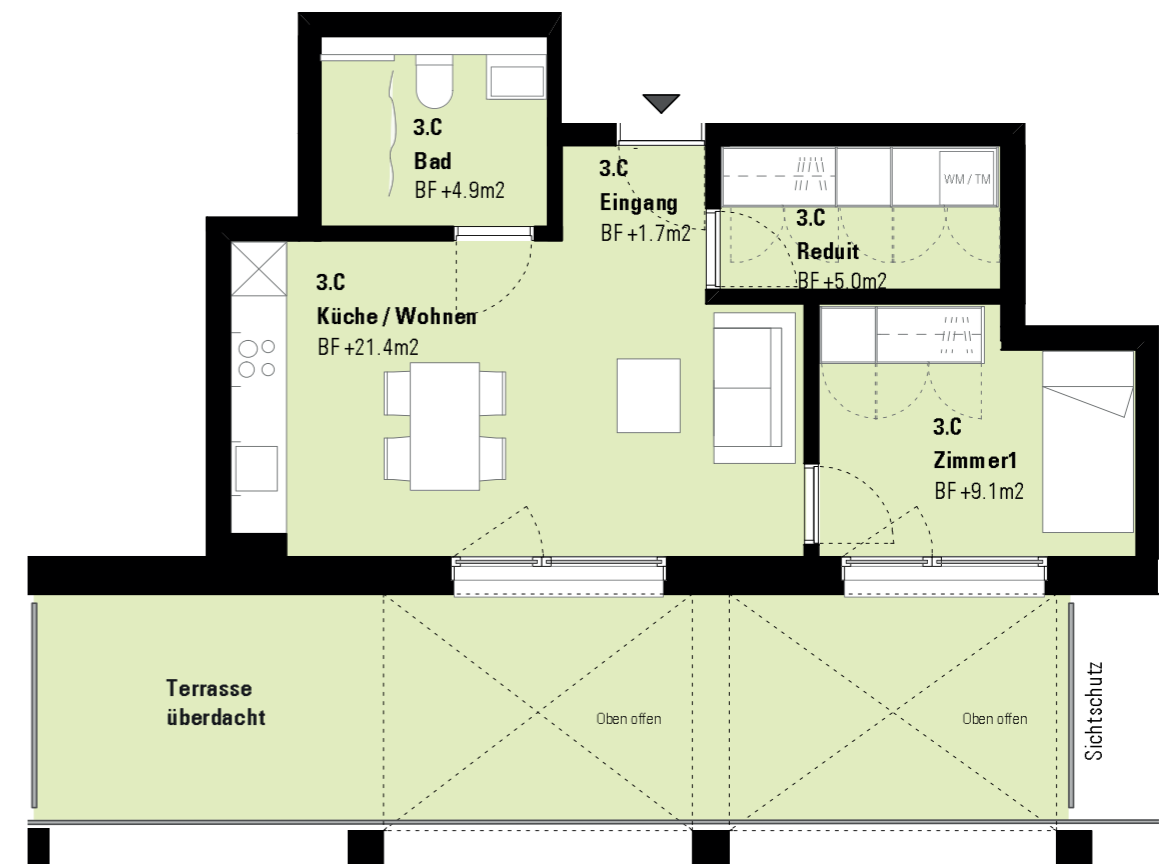 3.C
Bad
BF +4.9m2
3.C
Eingang
BF +1.7m2
WM / TM
3.C
Reduit
BF +5.0m2
3.C
Küche / Wohnen
BF +21.4m2
3.C
Zimmer1
BF +9.1m2
Terrasse
überdacht
Oben offen
Oben offen
Sichtschutz